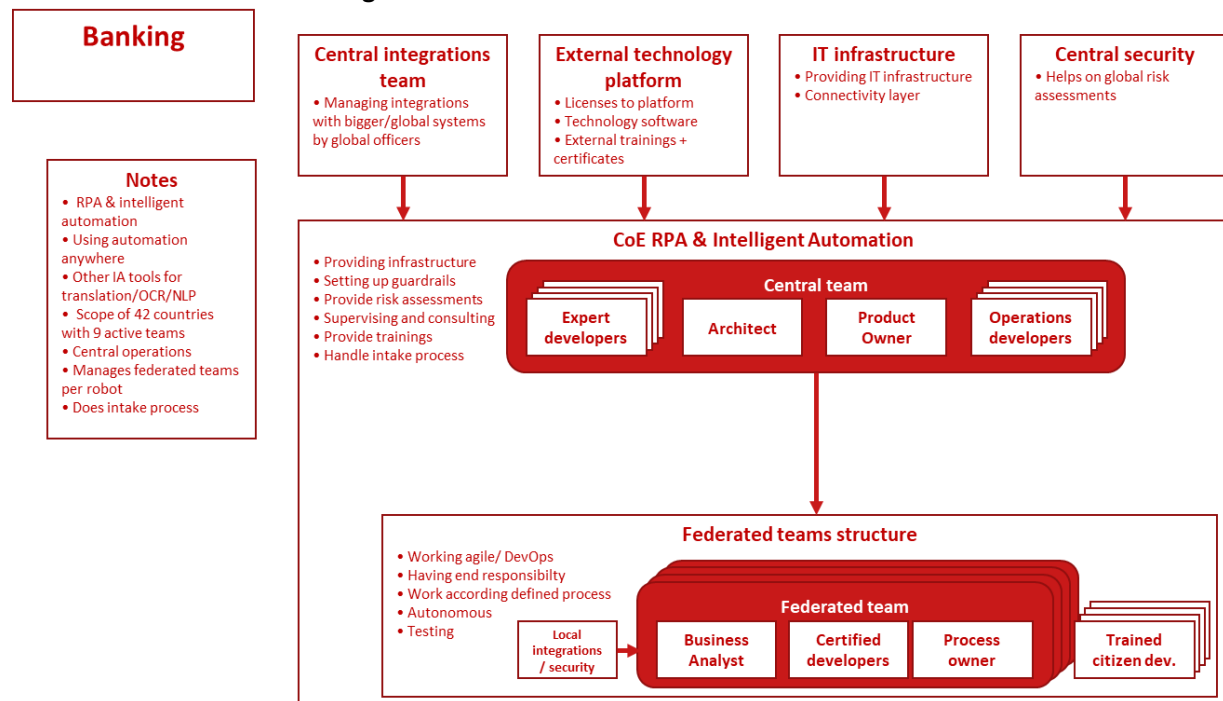 Banking
Notes
• RPA & intelligent
automation
• Using automation
anywhere
• Other IA tools for
translation/OCR/NLP
• Scope of 42 countries
with 9 active teams
• Central operations
• Manages federated teams
per robot
• Does intake process
Central integrations
team
• Managing integrations
with bigger/global systems
by global officers
External technology
platform
• Licenses to platform
• Technology software
• External trainings +
certificates
IT infrastructure
• Providing IT infrastructure
• Connectivity layer
Central security
• Helps on global risk
assessments
CoE RPA & Intelligent Automation
• Providing infrastructure
• Setting up guardrails
• Provide risk assessments
• Supervising and consulting
• Provide trainings
• Handle intake process
Central team
Expert
developers
Architect
Product
Owner
Operations
developers
Federated teams structure
• Working agile/ DevOps
• Having end responsibilty
• Work according defined process
• Autonomous
• Testing
Local
integrations
/ security
Federated team
Business
Analyst
Certified
developers
Process
owner
Trained
citizen dev.